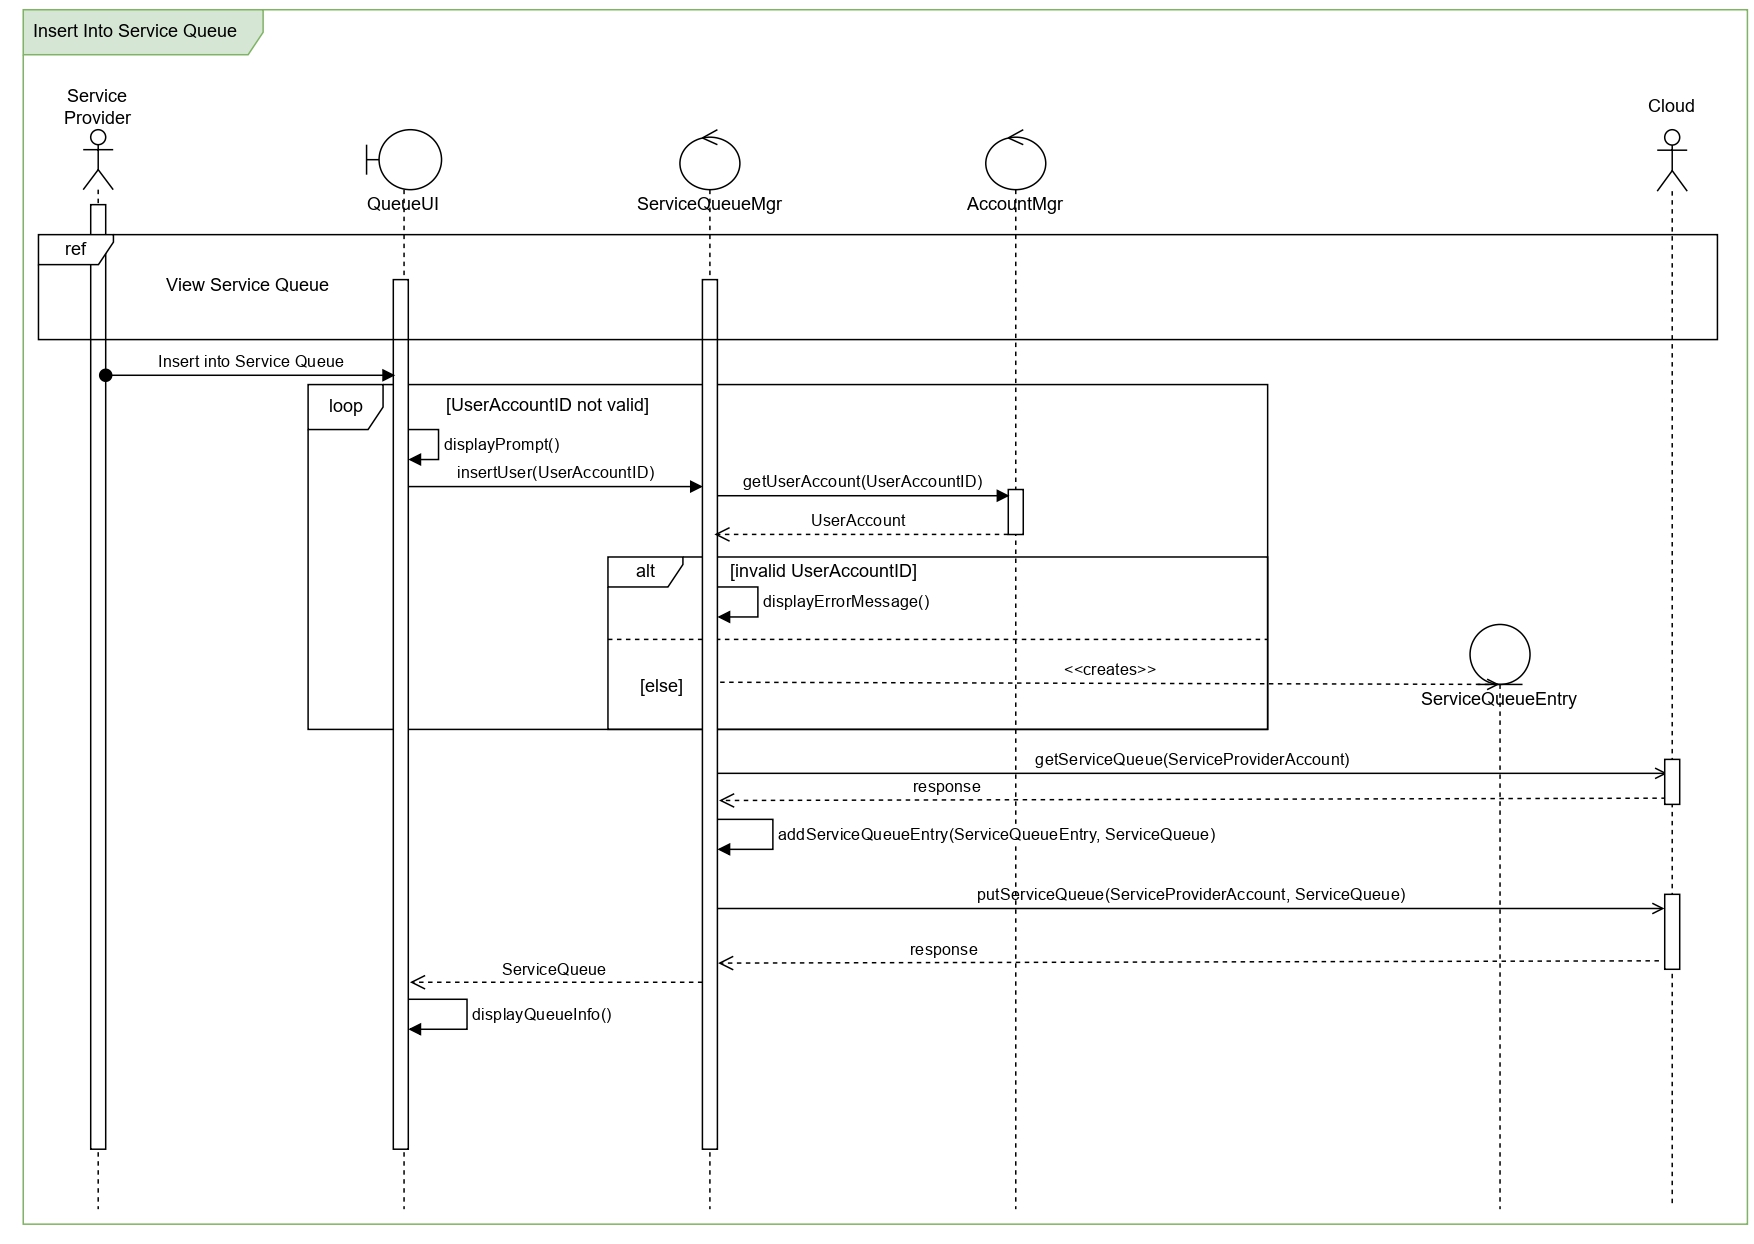 Insert Into Service Queue
Service
Provider
Cloud
QueueUI
ServiceQueueMgr
AccountMgr
ref
View Service Queue
Insert into Service Queue
loop
[UserAccountID not valid]
displayPrompt()
insertUser(UserAccountID)
getUserAccount(UserAccountID)
UserAccount
alt
[invalid UserAccountID]
displayErrorMessage()
<<creates>>
[else]
ServiceQueueEntry
getServiceQueue(ServiceProviderAccount)
response
addServiceQueueEntry(ServiceQueueEntry, ServiceQueue)
putServiceQueue(ServiceProviderAccount, ServiceQueue)
response
ServiceQueue
displayQueueInfo()